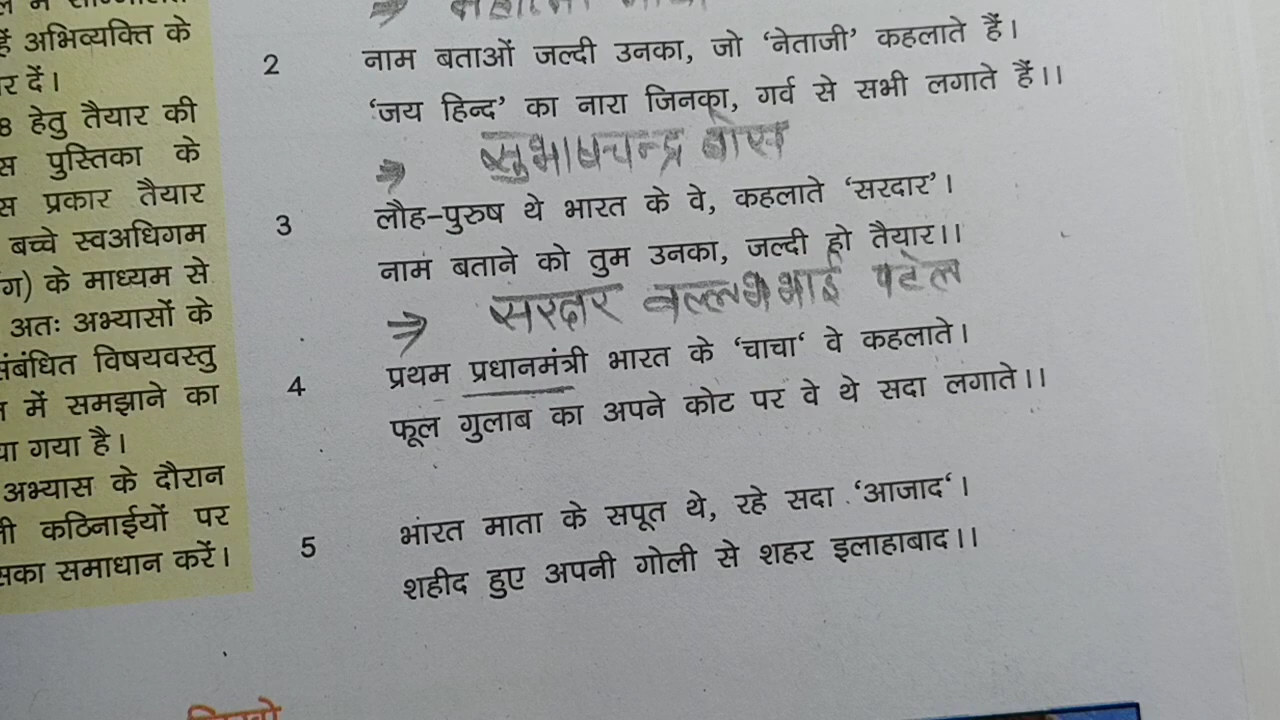 हैं अभिव्यक्ति के
र दें।
8 हेतु तैयार की
स पुस्तिका के
स प्रकार तैयार
बच्चे स्वअधिगम
ग) के माध्यम से
अतः अभ्यासों के
संबंधित विषयवस्तु
में समझाने का
या गया है।
अभ्यास के दौरान
नी कठिनाईयों पर
सका समाधान करें।
2 नाम बताओं जल्दी उनका, जो ‘नेताजी’ कहलाते हैं।
‘जय हिन्द’ का नारा जिनका, गर्व से सभी लगाते हैं।।
⇒ सुभाषचन्द्र बोस
3 लौह-पुरुष थे भारत के वे, कहलाते ‘सरदार’।
नाम बताने को तुम उनका, जल्दी हो तैयार।।
⇒ सरदार वल्लभभाई पटेल
4 प्रथम प्रधानमंत्री भारत के ‘चाचा‘ वे कहलाते।
फूल गुलाब का अपने कोट पर वे थे सदा लगाते।।
5 भारत माता के सपूत थे, रहे सदा ‘आजाद‘।
शहीद हुए अपनी गोली से शहर इलाहाबाद।।